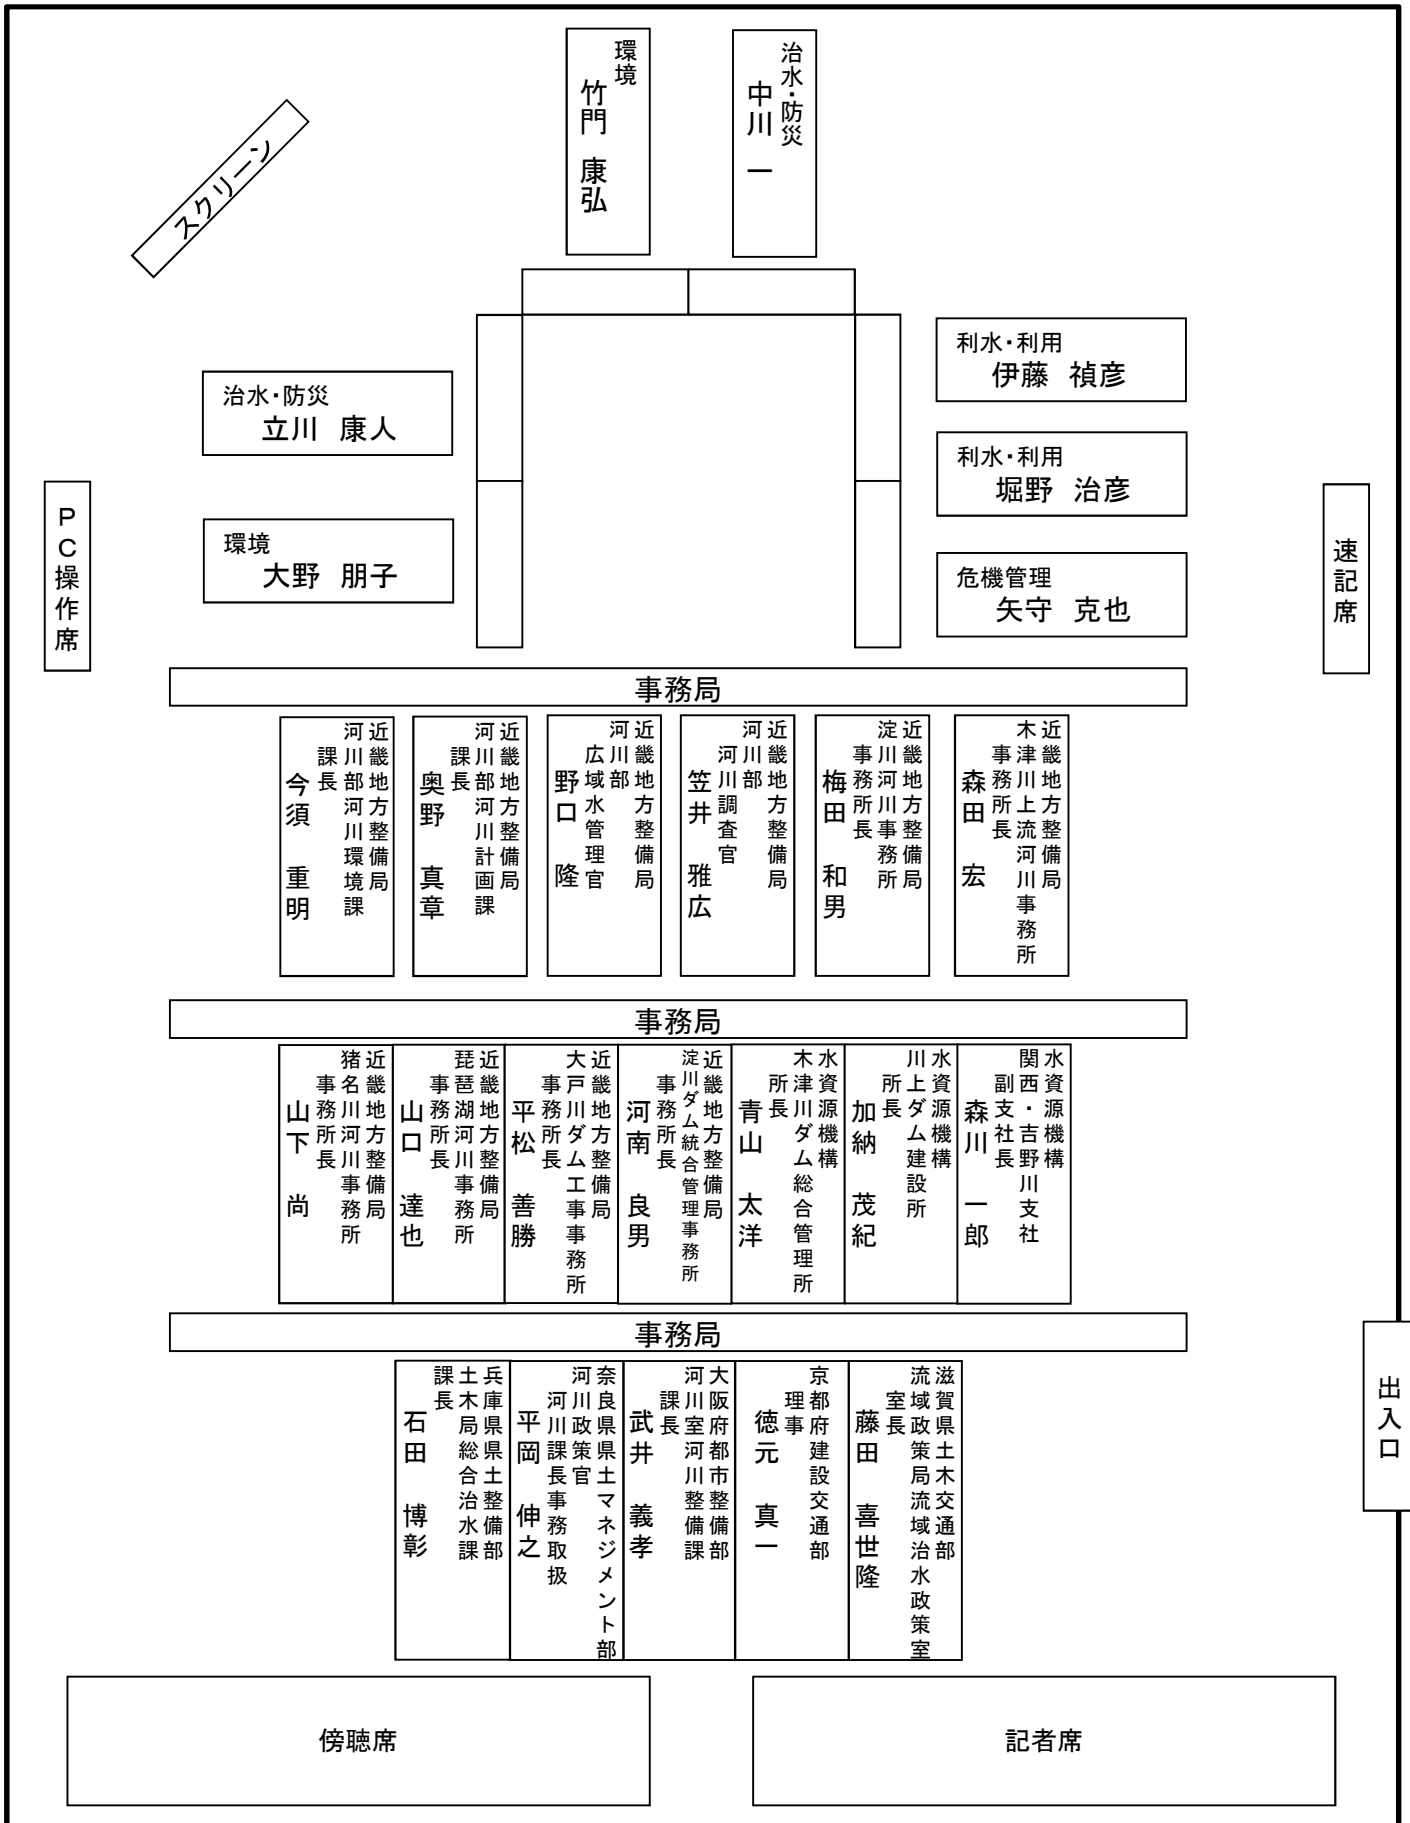 環境
竹門 康弘
治水・防災
中川 一
スクリーン
利水・利用
伊藤 禎彦
治水・防災
立川 康人
利水・利用
堀野 治彦
環境
大野 朋子
危機管理
矢守 克也
PC操作席
速記席
事務局
近畿地方整備局
河川部河川環境課
課長
今須 重明
近畿地方整備局
河川部河川計画課
課長
奥野 真章
近畿地方整備局
河川部
広域水管理官
野口 隆
近畿地方整備局
河川部
河川調査官
笠井 雅広
近畿地方整備局
淀川河川事務所
事務所長
梅田 和男
近畿地方整備局
木津川上流河川事務所
事務所長
森田 宏
事務局
近畿地方整備局
猪名川河川事務所
事務所長
山下 尚
近畿地方整備局
琵琶湖河川事務所
事務所長
山口 達也
近畿地方整備局
大戸川ダム工事事務所
事務所長
平松 善勝
近畿地方整備局
淀川ダム統合管理事務所
事務所長
河南 良男
水資源機構
木津川ダム総合管理所
所長
青山 太洋
水資源機構
川上ダム建設所
所長
加納 茂紀
水資源機構
関西・吉野川支社
副支社長
森川 一郎
事務局
兵庫県県土整備部
土木局総合治水課
課長
石田 博彰
奈良県県土マネジメント部
河川政策官
河川課長事務取扱
平岡 伸之
大阪府都市整備部
河川室河川整備課
課長
武井 義孝
京都府建設交通部
理事
徳元 真一
滋賀県土木交通部
流域政策局流域治水政策室
室長
藤田 喜世隆
出入口
傍聴席
記者席